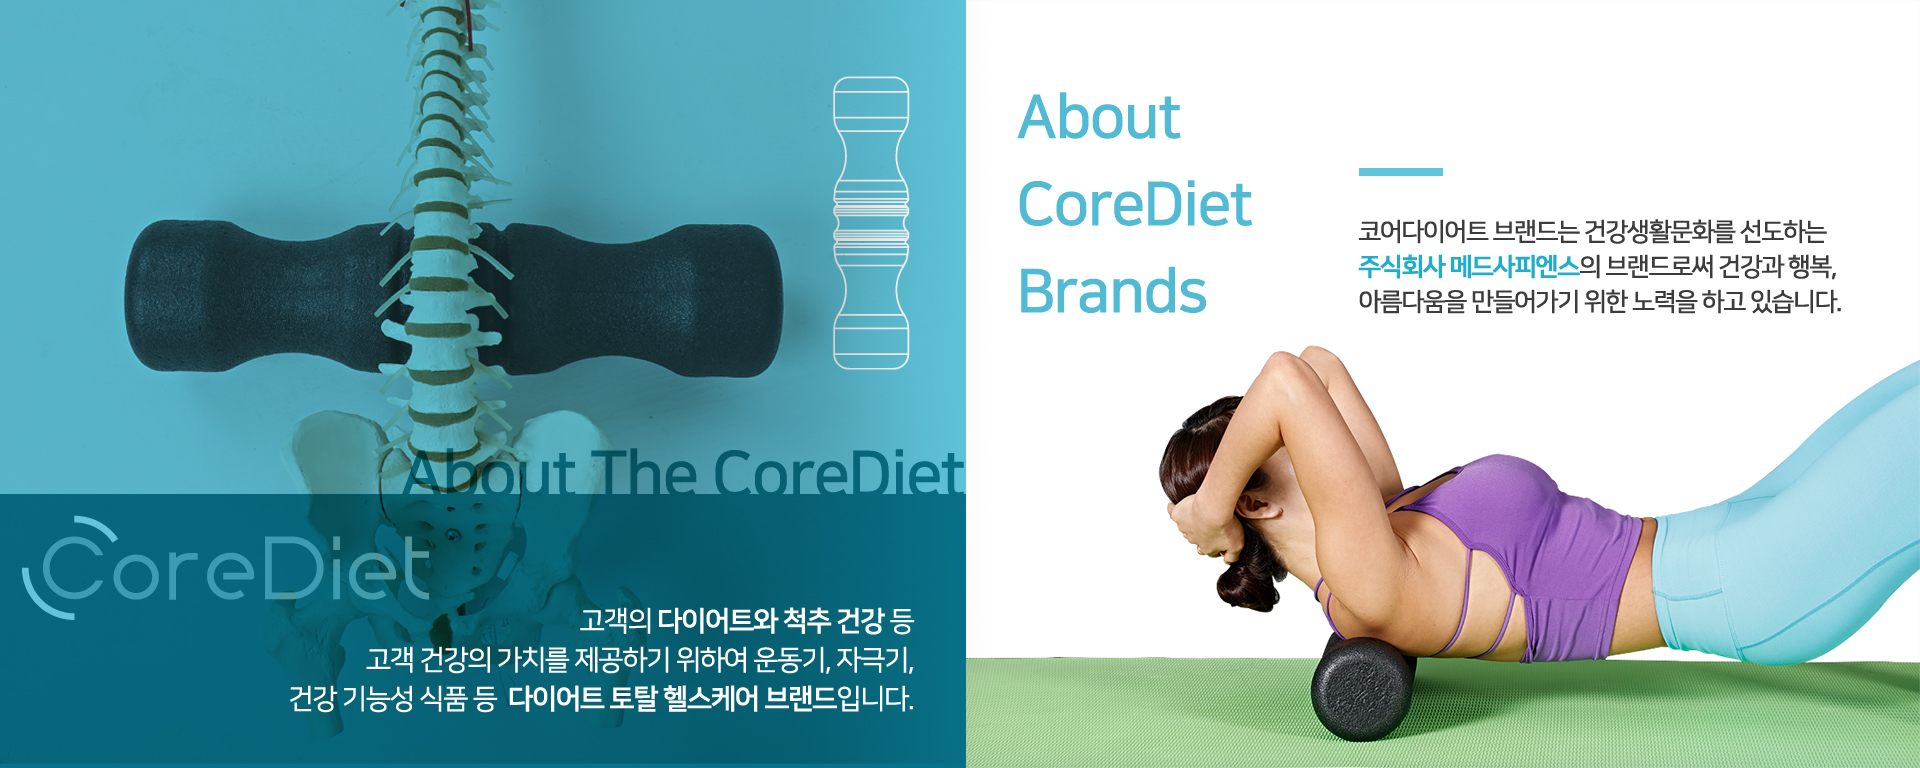 About The CoreDiet
CoreDiet
고객의 다이어트와 척추 건강 등
고객 건강의 가치를 제공하기 위하여 운동기, 자극기,
건강 기능성 식품 등 다이어트 토탈 헬스케어 브랜드입니다.
About
CoreDiet
Brands
코어다이어트 브랜드는 건강생활문화를 선도하는
주식회사 메드사피엔스의 브랜드로써 건강과 행복,
아름다움을 만들어가기 위한 노력을 하고 있습니다.